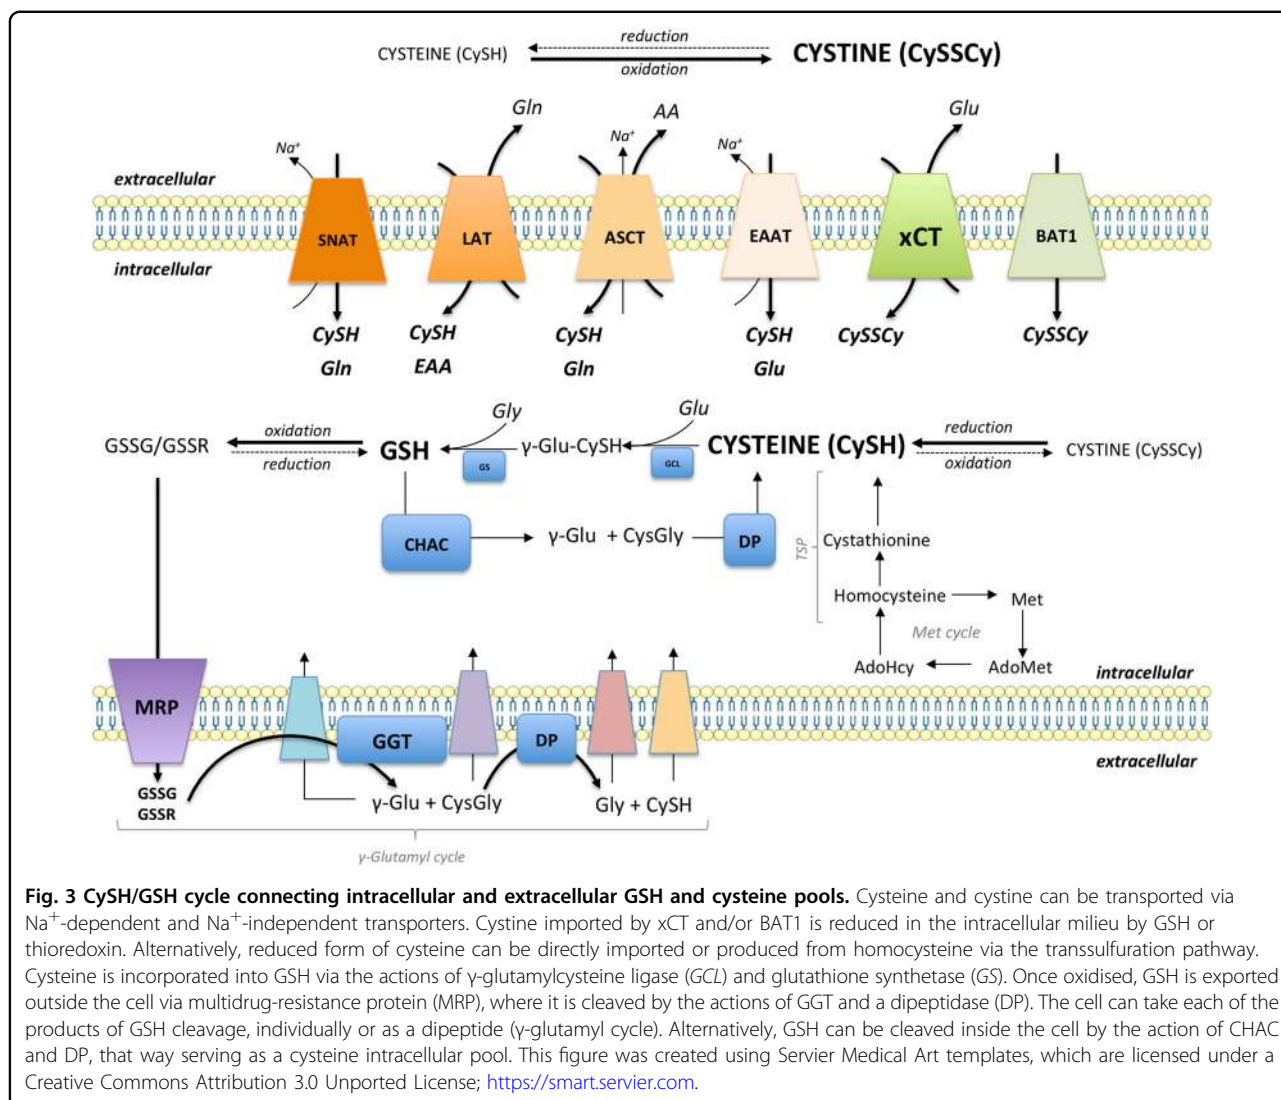 reduction
CYSTEINE (CySH)
CYSTINE (CySSCy)
oxidation
Gln
AA
Glu
Na⁺
Na⁺
Na⁺
extracellular
SNAT
LAT
ASCT
EAAT
xCT
BAT1
intracellular
CySH
CySH
CySH
CySH
CySSCy
CySSCy
Gln
EAA
Gln
Glu
Gly
Glu
GSSG/GSSR
oxidation
reduction
GSH
γ-Glu-CySH
CYSTEINE (CySH)
reduction
oxidation
CYSTINE (CySSCy)
GS
GCL
CHAC
γ-Glu + CysGly
DP
TSP
Cystathionine
Homocysteine
Met
Met cycle
AdoHcy
AdoMet
intracellular
MRP
GGT
DP
extracellular
GSSG
GSSR
γ-Glu + CysGly
Gly + CySH
γ-Glutamyl cycle
Fig. 3 CySH/GSH cycle connecting intracellular and extracellular GSH and cysteine pools. Cysteine and cystine can be transported via
Na⁺-dependent and Na⁺-independent transporters. Cystine imported by xCT and/or BAT1 is reduced in the intracellular milieu by GSH or
thioredoxin. Alternatively, reduced form of cysteine can be directly imported or produced from homocysteine via the transsulfuration pathway.
Cysteine is incorporated into GSH via the actions of γ-glutamylcysteine ligase (GCL) and glutathione synthetase (GS). Once oxidised, GSH is exported
outside the cell via multidrug-resistance protein (MRP), where it is cleaved by the actions of GGT and a dipeptidase (DP). The cell can take each of the
products of GSH cleavage, individually or as a dipeptide (γ-glutamyl cycle). Alternatively, GSH can be cleaved inside the cell by the action of CHAC
and DP, that way serving as a cysteine intracellular pool. This figure was created using Servier Medical Art templates, which are licensed under a
Creative Commons Attribution 3.0 Unported License; https://smart.servier.com.